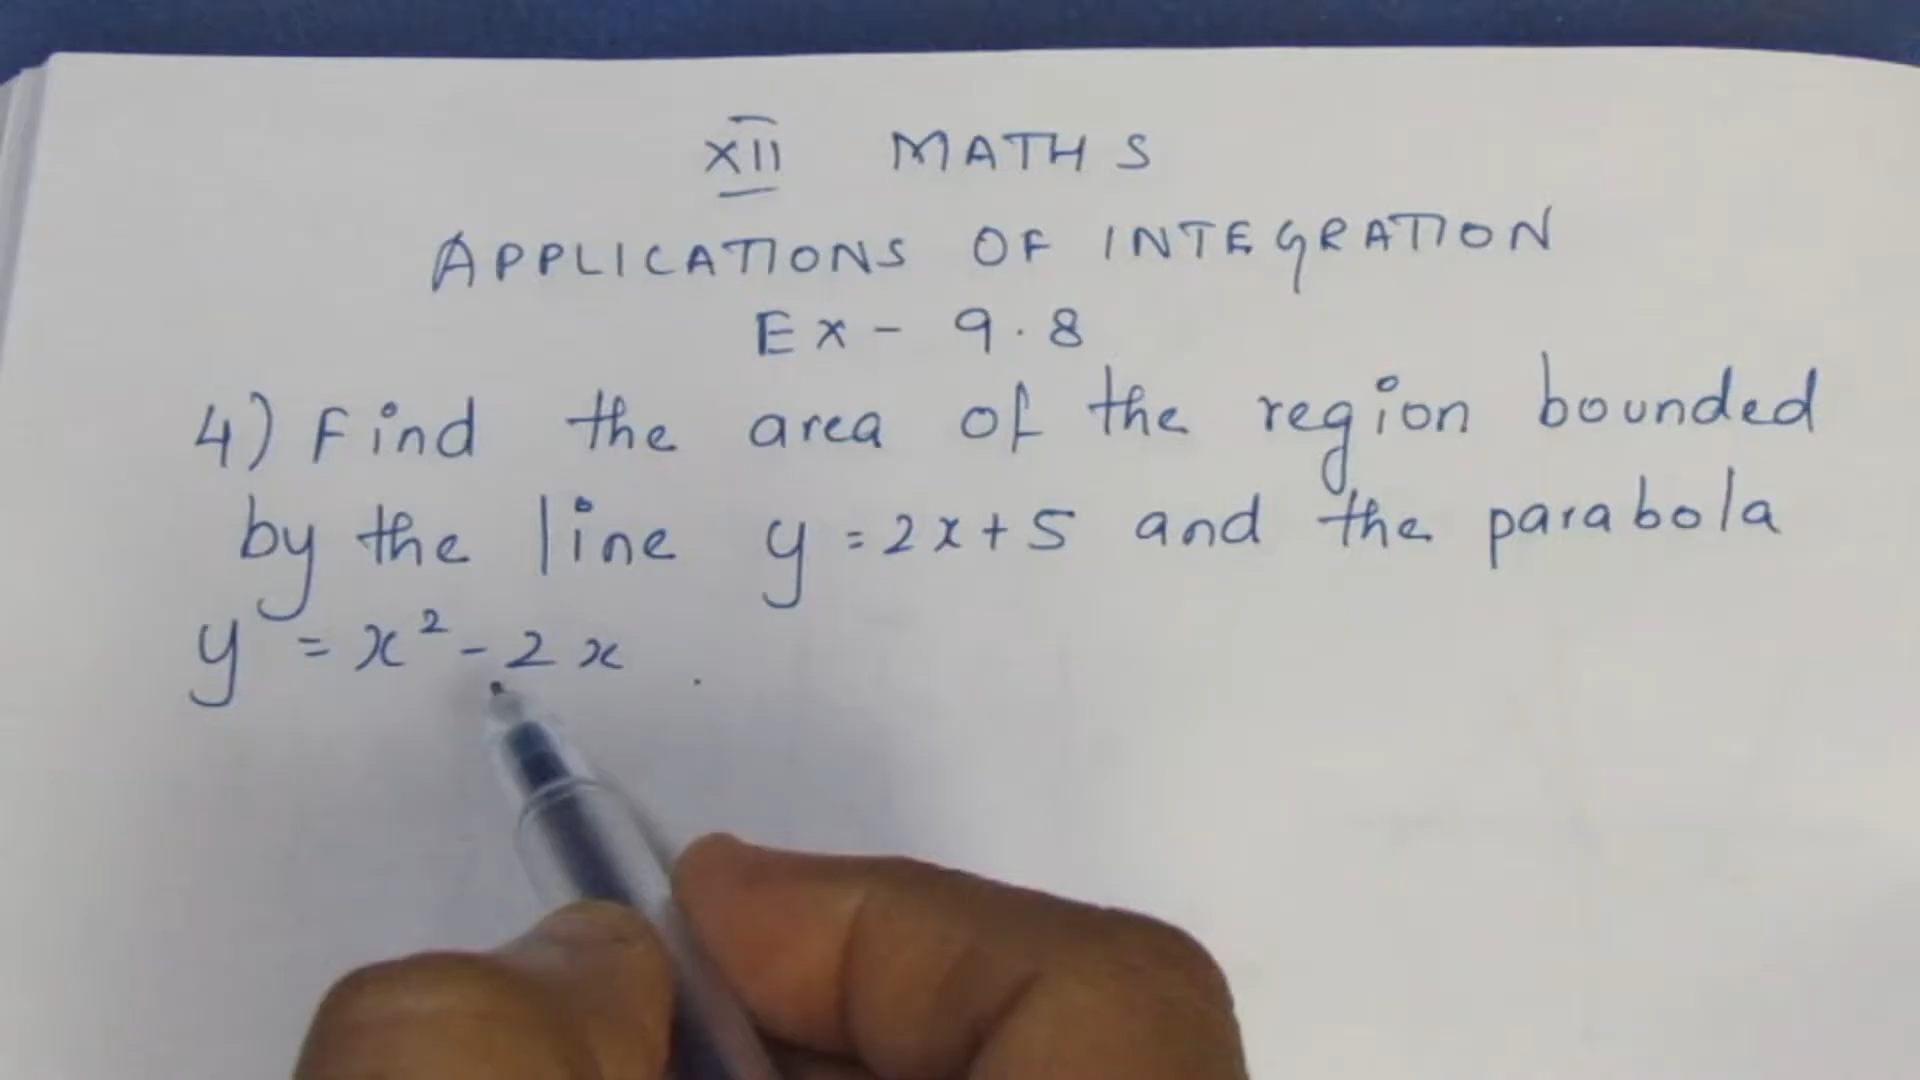 XII MATHS
APPLICATIONS OF INTEGRATION
Ex - 9.8
4) Find the area of the region bounded
by the line y = 2x + 5 and the parabola
y = x² - 2x .